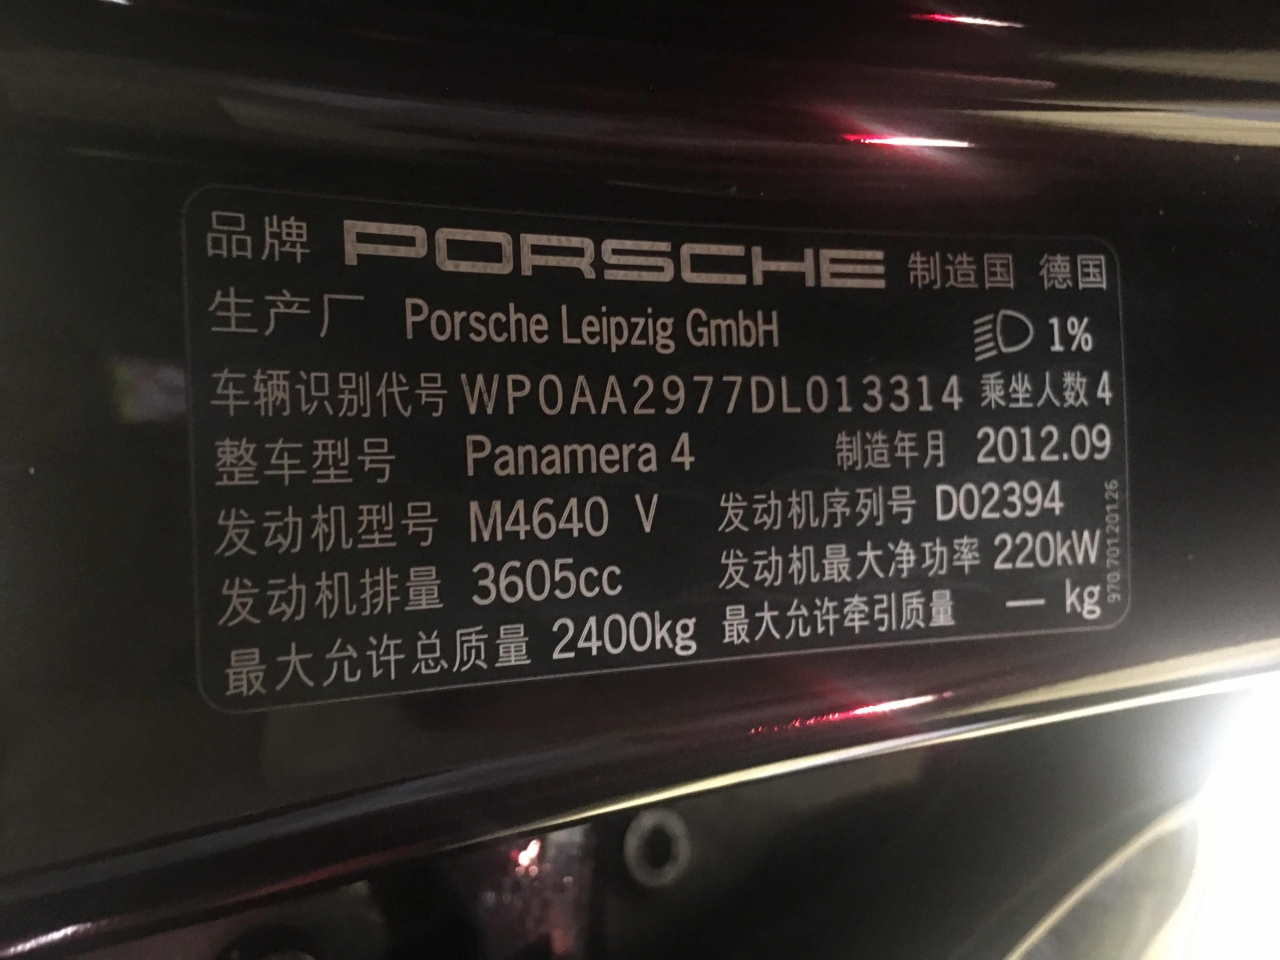 品牌 PORSCHE 制造国 德国
生产厂 Porsche Leipzig GmbH 1%
车辆识别代号 WP0AA2977DL013314 乘坐人数 4
整车型号 Panamera 4 制造年月 2012.09
发动机型号 M4640 V 发动机序列号 D02394
发动机排量 3605cc 发动机最大净功率 220kW
最大允许总质量 2400kg 最大允许牵引质量 — kg
970.701.201.26